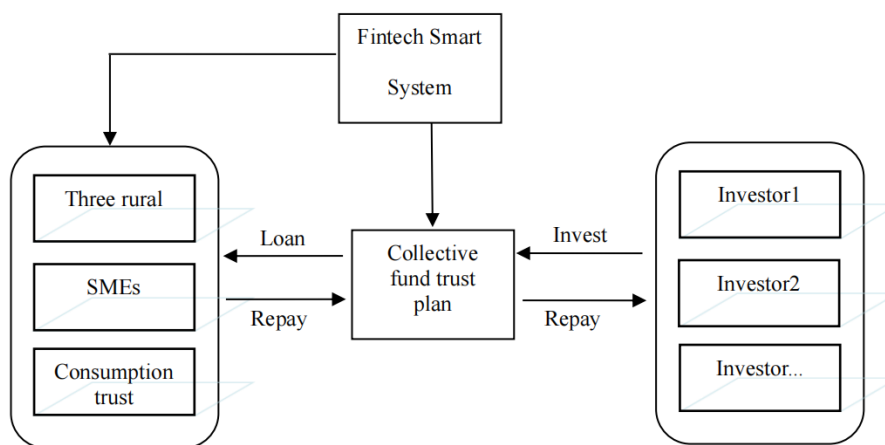 Fintech Smart
System
Three rural
SMEs
Consumption
trust
Loan
Repay
Collective
fund trust
plan
Invest
Repay
Investor1
Investor2
Investor...